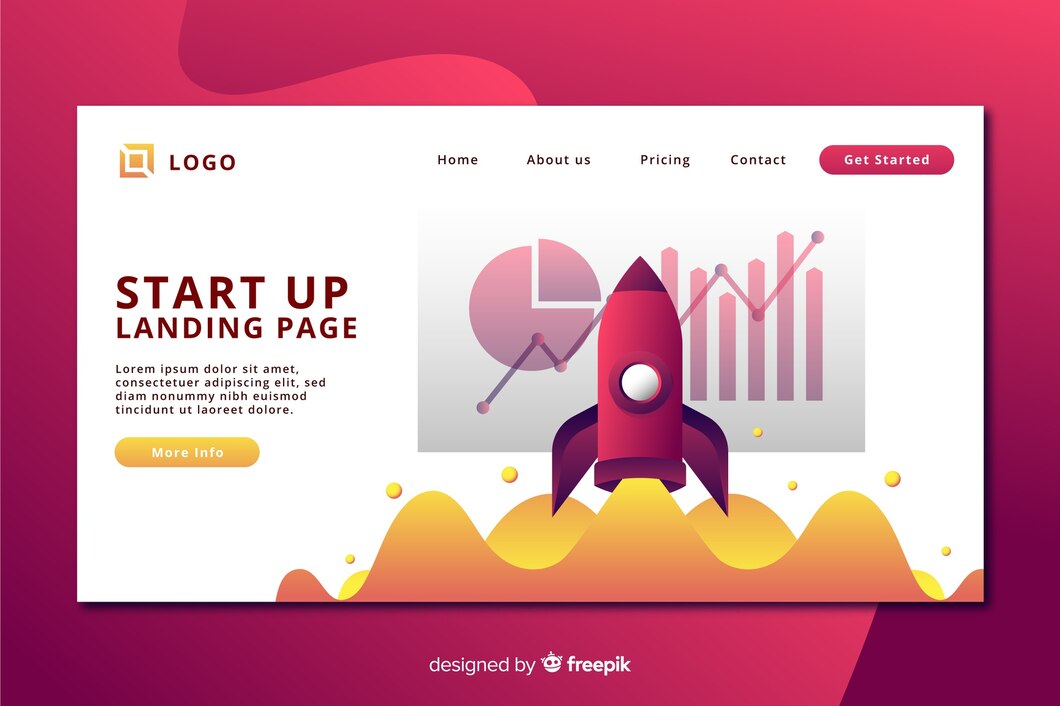 LOGO
Home About us Pricing Contact Get Started
START UP
LANDING PAGE
Lorem ipsum dolor sit amet,
consectetuer adipiscing elit, sed
diam nonummy nibh euismod
tincidunt ut laoreet dolore.
More Info
designed by freepik